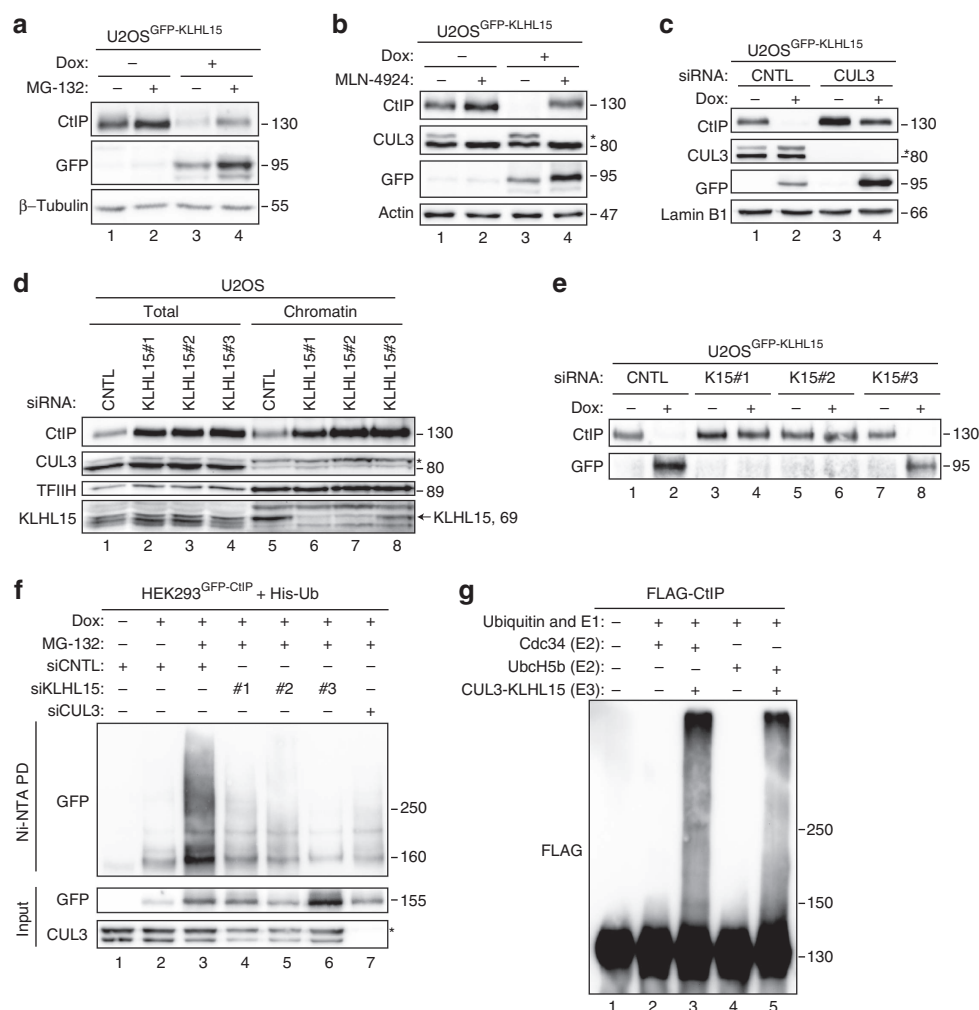 a
U2OS^GFP-KLHL15
Dox: – +
MG-132: – + – +
CtIP –130
GFP –95
β–Tubulin –55
1 2 3 4
b
U2OS^GFP-KLHL15
Dox: – +
MLN-4924: – + – +
CtIP –130
CUL3 * –80
GFP –95
Actin –47
1 2 3 4
c
U2OS^GFP-KLHL15
siRNA: CNTL CUL3
Dox: – + – +
CtIP –130
CUL3 * –80
GFP –95
Lamin B1 –66
1 2 3 4
d
U2OS
Total Chromatin
siRNA: CNTL KLHL15#1 KLHL15#2 KLHL15#3 CNTL KLHL15#1 KLHL15#2 KLHL15#3
CtIP –130
CUL3 * –80
TFIIH –89
KLHL15 ←KLHL15, 69
1 2 3 4 5 6 7 8
e
U2OS^GFP-KLHL15
siRNA: CNTL K15#1 K15#2 K15#3
Dox: – + – + – + – +
CtIP –130
GFP –95
1 2 3 4 5 6 7 8
f
HEK293^GFP-CtIP + His-Ub
Dox: – + + + + + +
MG-132: – – + + + + +
siCNTL: + + + – – – –
siKLHL15: – – – #1 #2 #3 –
siCUL3: – – – – – – +
Ni-NTA PD
GFP
–250
–160
Input
GFP –155
CUL3 *
1 2 3 4 5 6 7
g
FLAG-CtIP
Ubiquitin and E1: – + + + +
Cdc34 (E2): – + + – –
UbcH5b (E2): – – – + +
CUL3-KLHL15 (E3): – – + – +
FLAG
–250
–150
–130
1 2 3 4 5